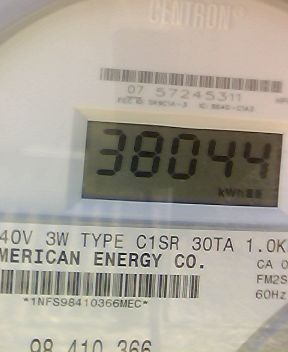 CENTRON®
07 57245311
38044
kWh
40V 3W TYPE C1SR 30TA 1.0K
MERICAN ENERGY CO.
CA 0
FM2S
60Hz
*1NFS98410366MEC*
98 410 366